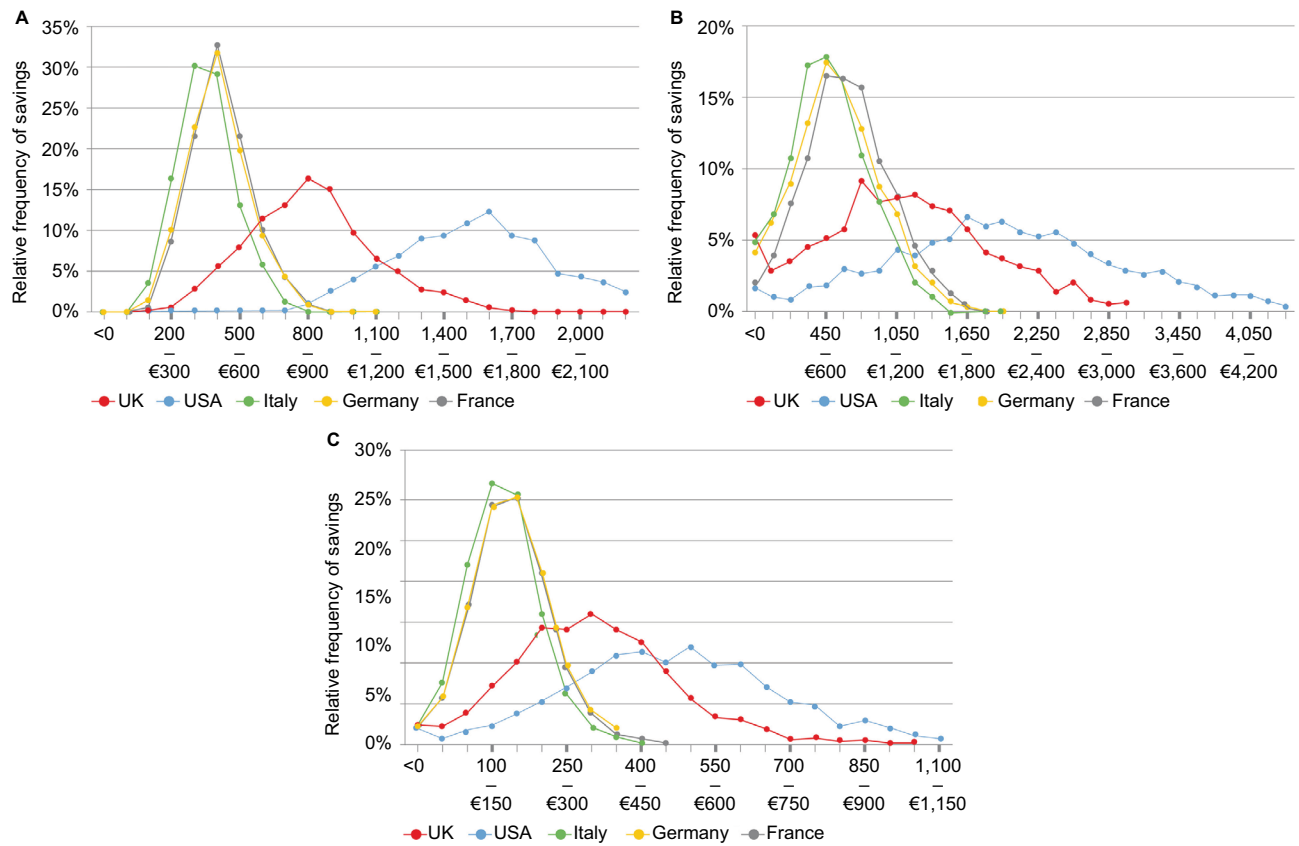 A
Relative frequency of savings
35%
30%
25%
20%
15%
10%
5%
0%
<0 200 500 800 1,100 1,400 1,700 2,000
– – – – – – –
€300 €600 €900 €1,200 €1,500 €1,800 €2,100
UK USA Italy Germany France
B
Relative frequency of savings
20%
15%
10%
5%
0%
<0 450 1,050 1,650 2,250 2,850 3,450 4,050
– – – – – – –
€600 €1,200 €1,800 €2,400 €3,000 €3,600 €4,200
UK USA Italy Germany France
C
Relative frequency of savings
30%
25%
20%
15%
10%
5%
0%
<0 100 250 400 550 700 850 1,100
– – – – – – –
€150 €300 €450 €600 €750 €900 €1,150
UK USA Italy Germany France